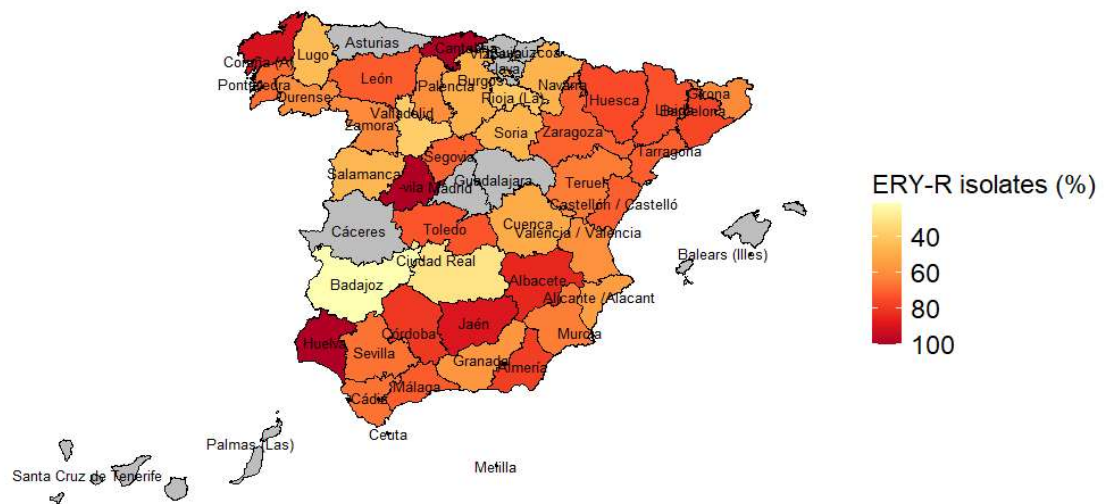 Asturias
Cantabria
Lugo
Coruña (A
León
Palencia
Burgos
Navarra
Girona
Pontevedra
Ourense
Rioja (La)
Huesca
Barcelona
Valladolid
Zamora
Soria
Zaragoza
Tarragona
Segovia
Salamanca
Madrid
Guadalajara
Teruel
ERY-R isolates (%)
Castellón / Castelló
Cáceres
Toledo
Cuenca
Valencia / València
40
Balears (Illes)
Ciudad Real
60
Badajoz
Albacete
Alicante /Alacant
80
Huelva
Córdoba
Jaén
Murcia
100
Sevilla
Granada
Almería
Málaga
Cádiz
Ceuta
Palmas (Las)
Melilla
Santa Cruz de Tenerife